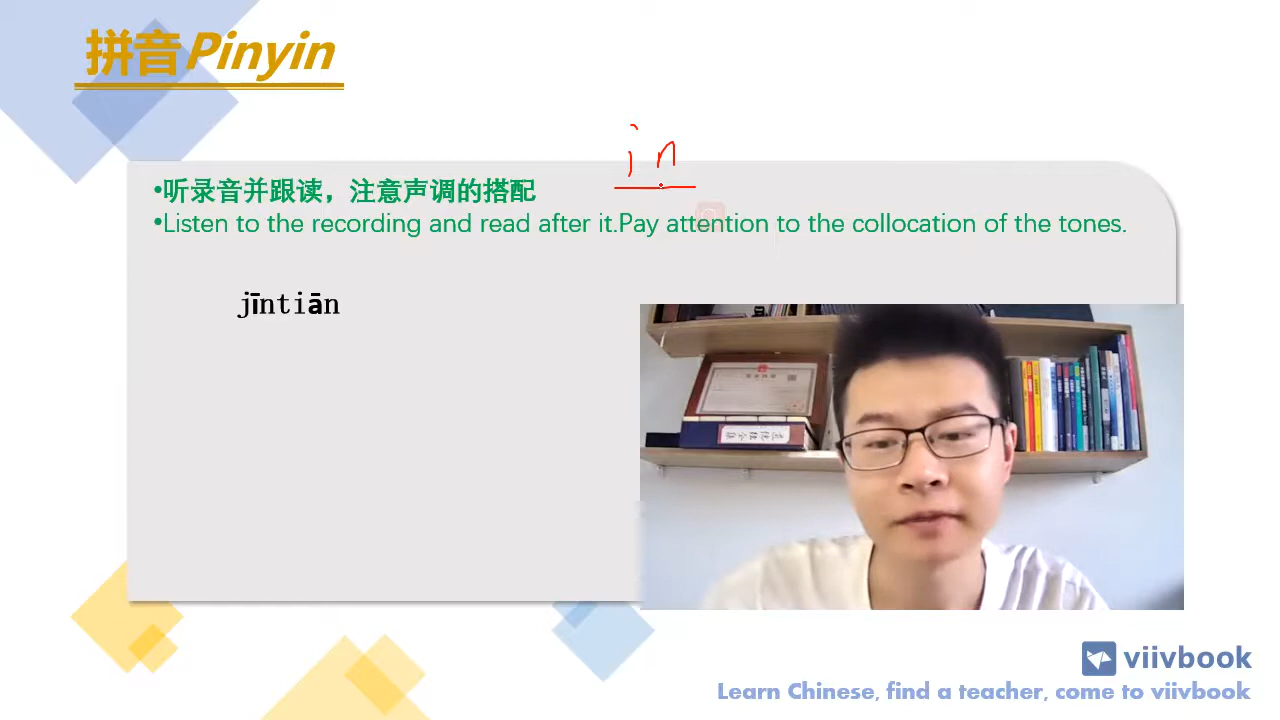 拼音Pinyin
in
•听录音并跟读，注意声调的搭配
•Listen to the recording and read after it.Pay attention to the collocation of the tones.
jīntiān
viivbook
Learn Chinese, find a teacher, come to viivbook